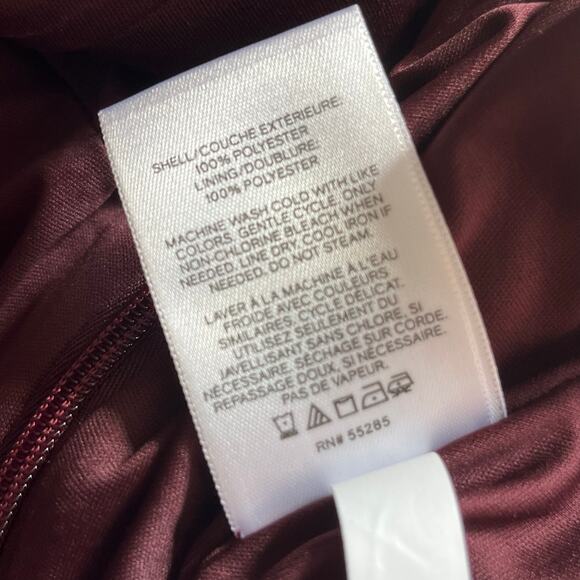 SHELL/COUCHE EXTÉRIEURE:
100% POLYESTER
LINING/DOUBLURE:
100% POLYESTER
MACHINE WASH COLD WITH LIKE
COLORS, GENTLE CYCLE, ONLY
NON-CHLORINE BLEACH WHEN
NEEDED. LINE DRY, COOL IRON IF
NEEDED. DO NOT STEAM.
LAVER À LA MACHINE À L'EAU
FROIDE AVEC COULEURS
SIMILAIRES, CYCLE DÉLICAT.
UTILISEZ SEULEMENT DU
JAVELLISANT SANS CHLORE, SI
NÉCESSAIRE. SÉCHAGE SUR CORDE.
REPASSAGE DOUX, SI NÉCESSAIRE.
PAS DE VAPEUR.
RN# 55285